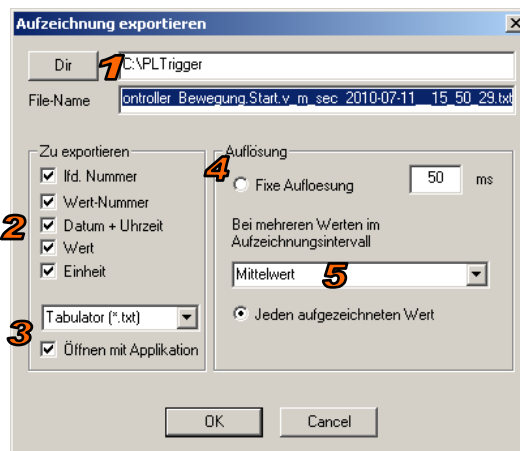 Aufzeichnung exportieren
Dir
1
C:\PLTrigger
File-Name
ontroller_Bewegung.Start.v_m_sec_2010-07-11__15_50_29.txt
Zu exportieren
lfd. Nummer
Wert-Nummer
2
Datum + Uhrzeit
Wert
Einheit
3
Tabulator (*.txt)
Öffnen mit Applikation
Auflösung
4
Fixe Aufloesung
50
ms
Bei mehreren Werten im
Aufzeichnungsintervall
Mittelwert
5
Jeden aufgezeichneten Wert
OK
Cancel